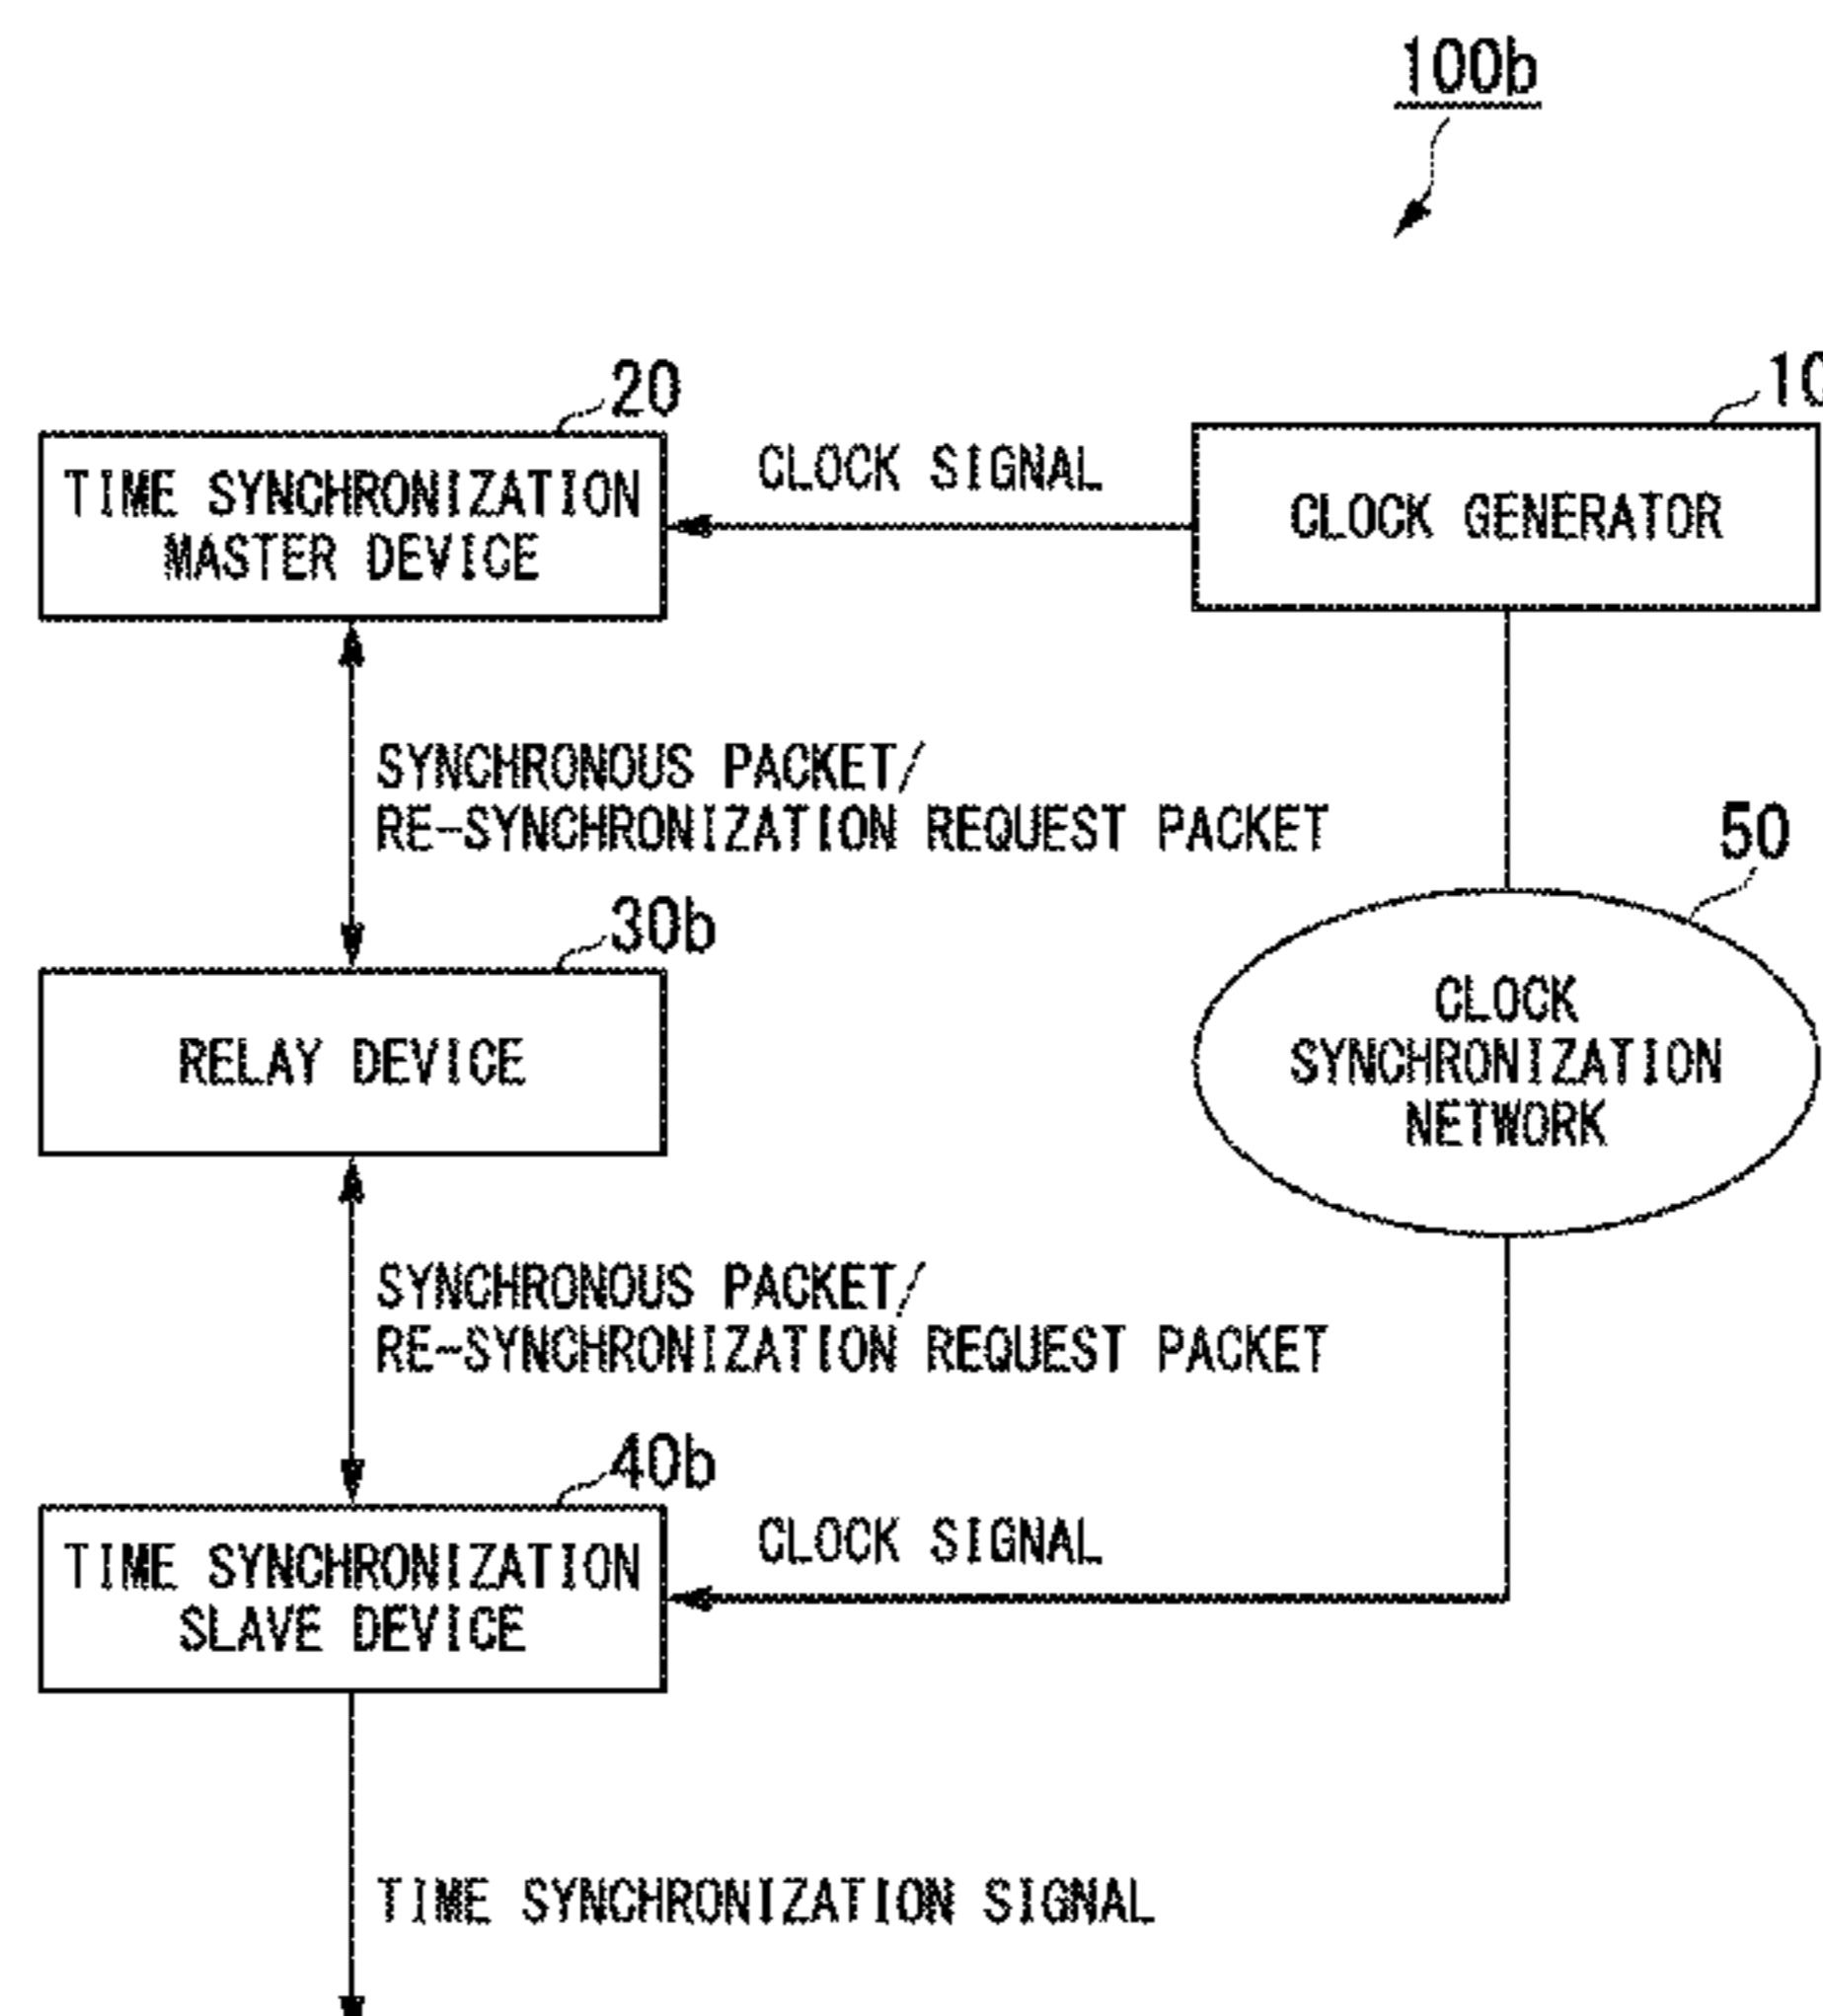 100b
20
10
TIME SYNCHRONIZATION
MASTER DEVICE
CLOCK SIGNAL
CLOCK GENERATOR
SYNCHRONOUS PACKET/
RE-SYNCHRONIZATION REQUEST PACKET
50
30b
RELAY DEVICE
CLOCK
SYNCHRONIZATION
NETWORK
SYNCHRONOUS PACKET/
RE-SYNCHRONIZATION REQUEST PACKET
40b
TIME SYNCHRONIZATION
SLAVE DEVICE
CLOCK SIGNAL
TIME SYNCHRONIZATION SIGNAL